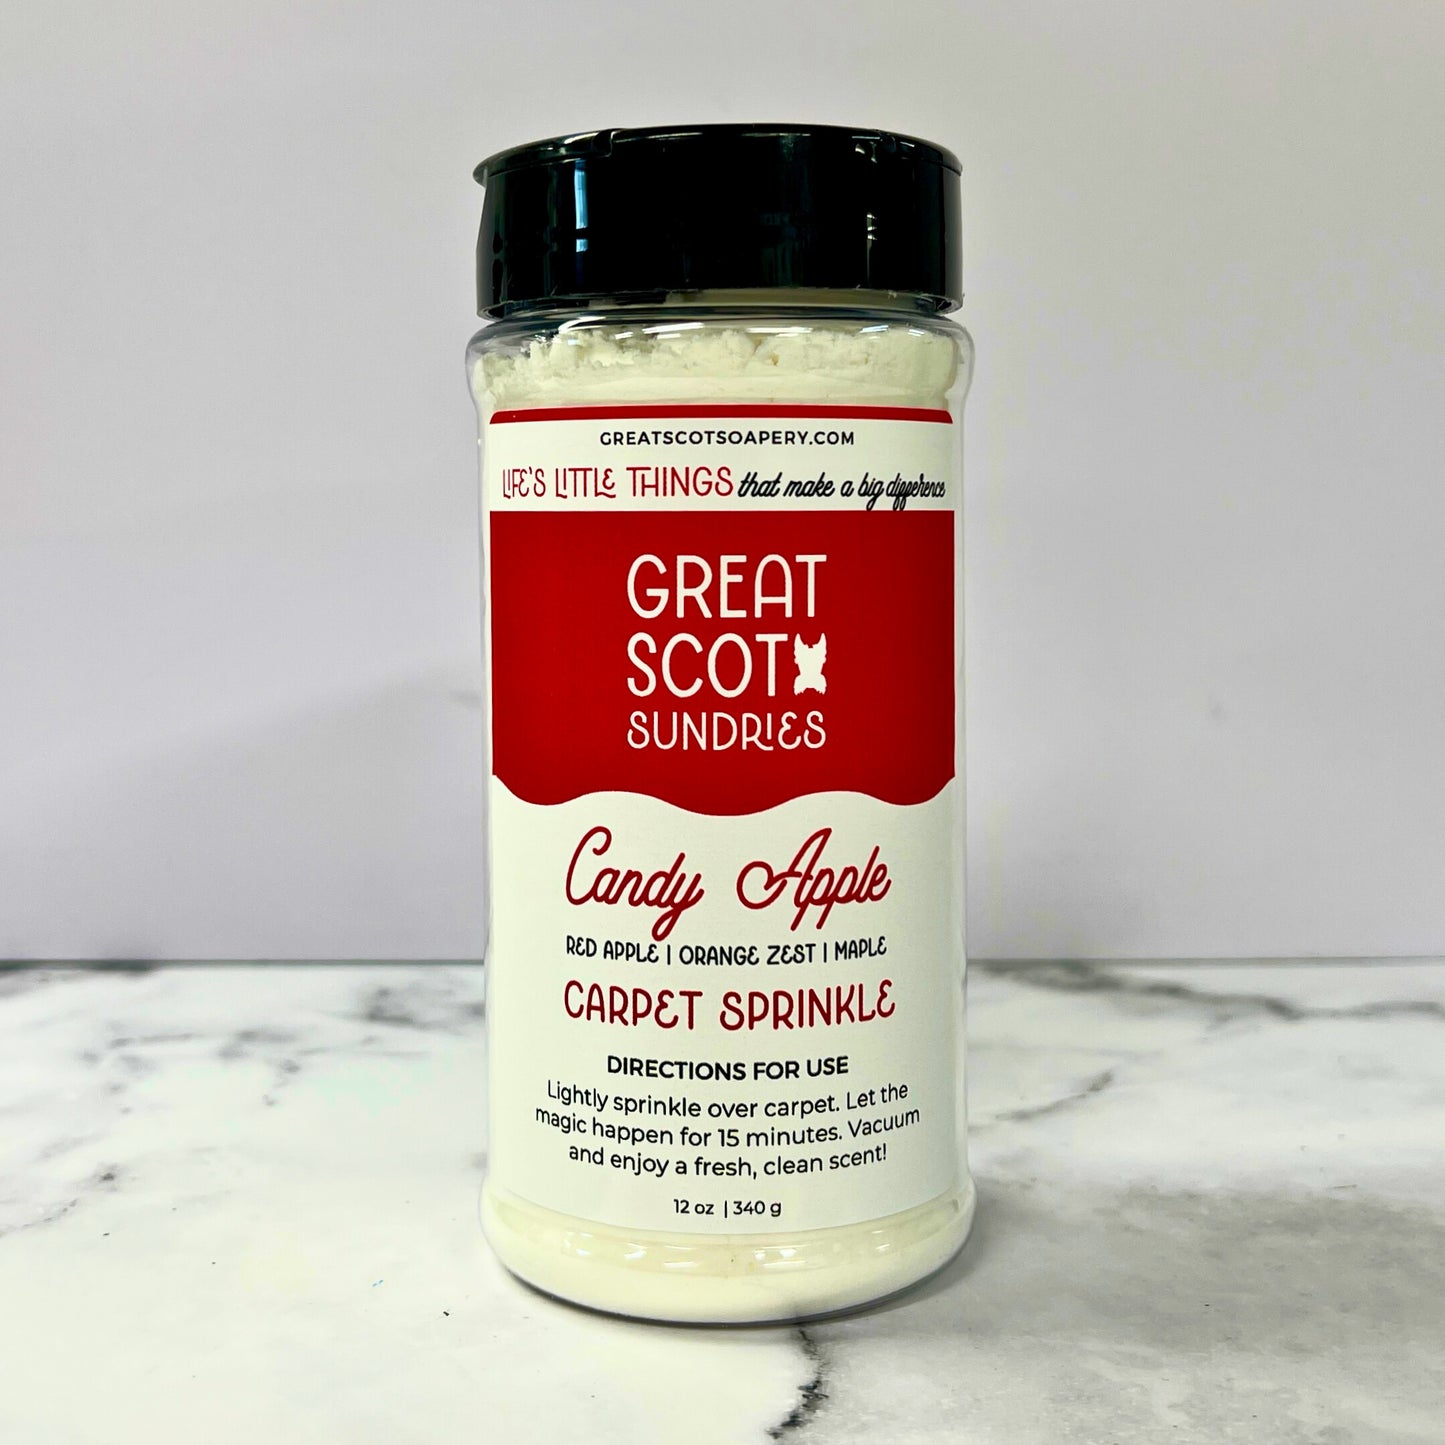 GREATSCOTSOAPERY.COM
LIFE'S LITTLE THINGS that make a big difference
GREAT
SCOT
SUNDRIES
Candy Apple
RED APPLE | ORANGE ZEST | MAPLE
CARPET SPRINKLE
DIRECTIONS FOR USE
Lightly sprinkle over carpet. Let the
magic happen for 15 minutes. Vacuum
and enjoy a fresh, clean scent!
12 oz | 340 g